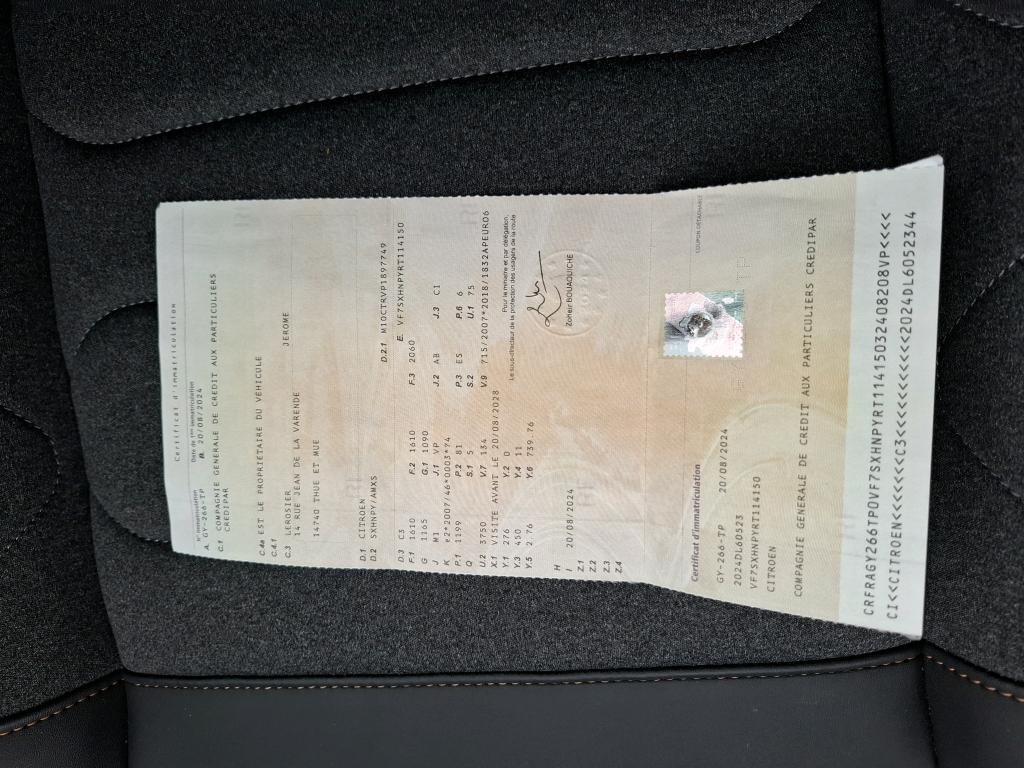 Certificat d'immatriculation
N° immatriculation Date de 1ère immatriculation
A. GY-266-TP B. 20/08/2024
C.1 COMPAGNIE GENERALE DE CREDIT AUX PARTICULIERS
CREDIPAR
C.4a EST LE PROPRIÉTAIRE DU VÉHICULE
C.4.1
C.3 LEROSIER JEROME
14 RUE JEAN DE LA VARENDE
14740 THUE ET MUE
D.1 CITROEN
D.2 SXHNPY/AMXS
D.2.1 M10CTRVP1897749
D.3 C3 E. VF7SXHNPYRT114150
F.1 1610 F.2 1610 F.3 2060
G 1165 G.1 1090
J M1 J.1 VP J.2 AB J.3 CI
K M2*2007/46*0003*74
P.1 1199 P.2 81 P.3 ES P.6 6
Q S.1 5 S.2 U.1 75
U.2 3750 V.7 134 V.9 715/2007*2018/1832APEURO6
X.1 VISITE AVANT LE 20/08/2028
Y.1 276 Y.2 0
Y.3 450 Y.4 11
Y.5 2.76 Y.6 739.76
Pour le ministre et par délégation,
Le sous-directeur de la protection des usagers de la route
H
I 20/08/2024
Z.1
Z.2
Z.3
Z.4
Zoheir BOUAOUICHE
COUPON DÉTACHABLE
Certificat d'immatriculation
GY-266-TP 20/08/2024
2024DL60523
VF7SXHNPYRT114150
CITROEN
COMPAGNIE GENERALE DE CREDIT AUX PARTICULIERS CREDIPAR
CRFRAGY266TP0VF7SXHNPYRT11415032408208VP<<<<
CI<<CITROEN<<<<<<C3<<<<<<<<<<<2024DL6052344